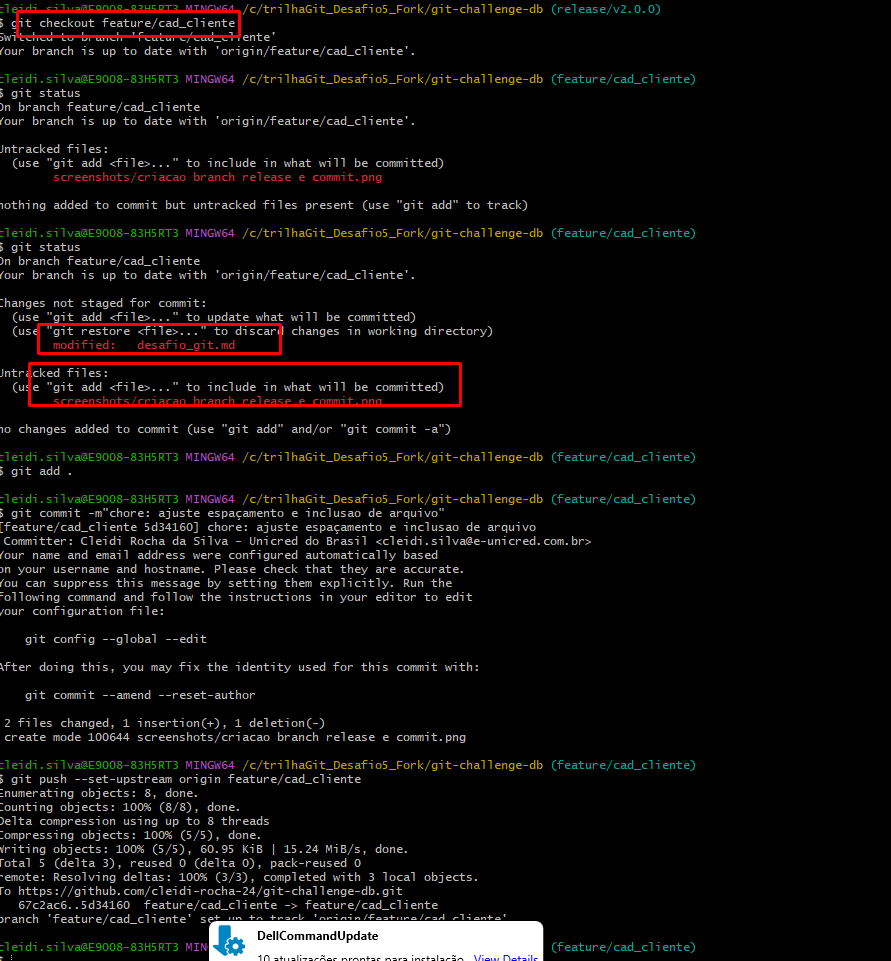 cleidi.silva@E9008-83H5RT3 MINGW64 /c/trilhaGit_Desafio5_Fork/git-challenge-db (release/v2.0.0)
$ git checkout feature/cad_cliente
Switched to branch 'feature/cad_cliente'
Your branch is up to date with 'origin/feature/cad_cliente'.
cleidi.silva@E9008-83H5RT3 MINGW64 /c/trilhaGit_Desafio5_Fork/git-challenge-db (feature/cad_cliente)
$ git status
On branch feature/cad_cliente
Your branch is up to date with 'origin/feature/cad_cliente'.
Untracked files:
(use "git add <file>..." to include in what will be committed)
screenshots/criacao branch release e commit.png
nothing added to commit but untracked files present (use "git add" to track)
cleidi.silva@E9008-83H5RT3 MINGW64 /c/trilhaGit_Desafio5_Fork/git-challenge-db (feature/cad_cliente)
$ git status
On branch feature/cad_cliente
Your branch is up to date with 'origin/feature/cad_cliente'.
Changes not staged for commit:
(use "git add <file>..." to update what will be committed)
(use "git restore <file>..." to discard changes in working directory)
modified:   desafio_git.md
Untracked files:
(use "git add <file>..." to include in what will be committed)
screenshots/criacao branch release e commit.png
no changes added to commit (use "git add" and/or "git commit -a")
cleidi.silva@E9008-83H5RT3 MINGW64 /c/trilhaGit_Desafio5_Fork/git-challenge-db (feature/cad_cliente)
$ git add .
cleidi.silva@E9008-83H5RT3 MINGW64 /c/trilhaGit_Desafio5_Fork/git-challenge-db (feature/cad_cliente)
$ git commit -m"chore: ajuste espaçamento e inclusao de arquivo"
[feature/cad_cliente 5d34160] chore: ajuste espaçamento e inclusao de arquivo
Committer: Cleidi Rocha da Silva - Unicred do Brasil <cleidi.silva@e-unicred.com.br>
Your name and email address were configured automatically based
on your username and hostname. Please check that they are accurate.
You can suppress this message by setting them explicitly. Run the
following command and follow the instructions in your editor to edit
your configuration file:
git config --global --edit
After doing this, you may fix the identity used for this commit with:
git commit --amend --reset-author
2 files changed, 1 insertion(+), 1 deletion(-)
create mode 100644 screenshots/criacao branch release e commit.png
cleidi.silva@E9008-83H5RT3 MINGW64 /c/trilhaGit_Desafio5_Fork/git-challenge-db (feature/cad_cliente)
$ git push --set-upstream origin feature/cad_cliente
Enumerating objects: 8, done.
Counting objects: 100% (8/8), done.
Delta compression using up to 8 threads
Compressing objects: 100% (5/5), done.
Writing objects: 100% (5/5), 60.95 KiB | 15.24 MiB/s, done.
Total 5 (delta 3), reused 0 (delta 0), pack-reused 0
remote: Resolving deltas: 100% (3/3), completed with 3 local objects.
To https://github.com/cleidi-rocha-24/git-challenge-db.git
67c2ac6..5d34160  feature/cad_cliente -> feature/cad_cliente
branch 'feature/cad_cliente' set up to track 'origin/feature/cad_cliente'.
cleidi.silva@E9008-83H5RT3 MIN (feature/cad_cliente)
$
DellCommandUpdate
10 atualizações prontas para instalação. View Details